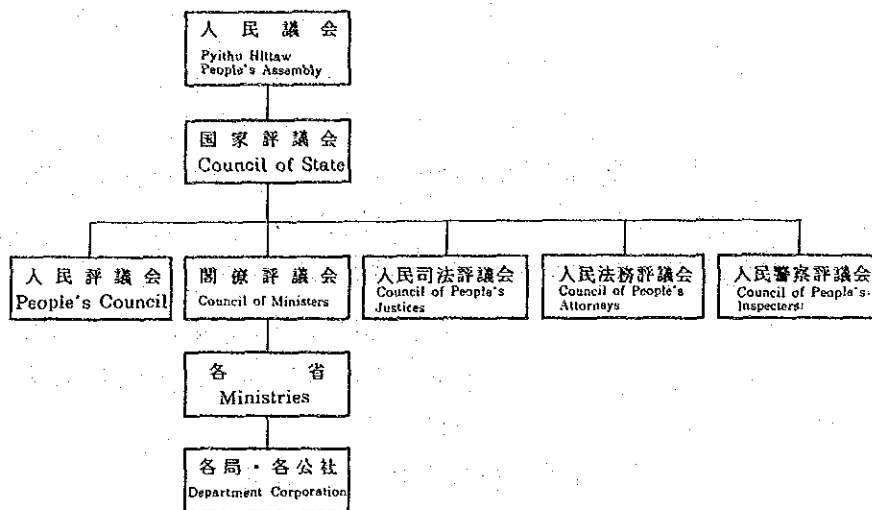 人民議会
Pyithu Hlttaw
People's Assembly
国家評議会
Council of State
人民評議会
People's Council
閣僚評議会
Council of Ministers
人民司法評議会
Council of People's
Justices
人民法務評議会
Council of People's
Attorneys
人民警察評議会
Council of People's
Inspecters
各省
Ministries
各局・各公社
Department Corporation